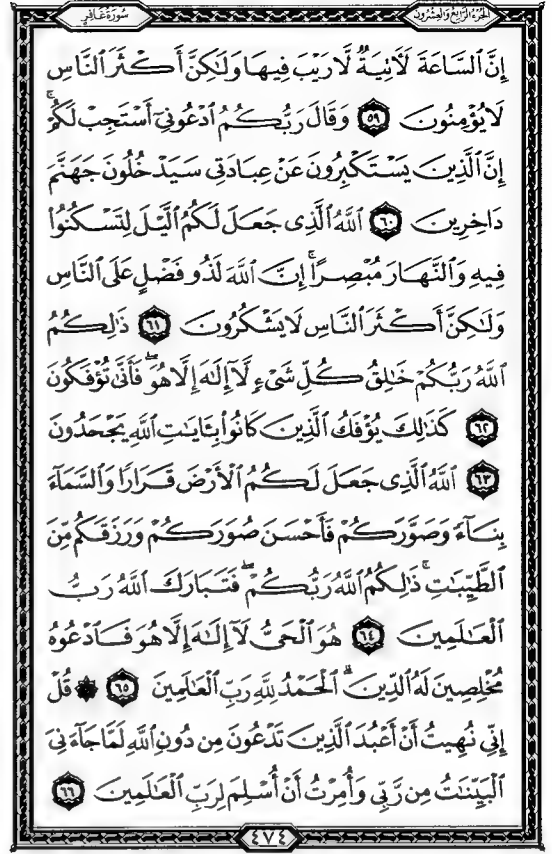 الجزء الرابع والعشرون
سورة غافر
إِنَّ ٱلسَّاعَةَ لَءَاتِيَةٌ لَّا رَيْبَ فِيهَا وَلَٰكِنَّ أَكْثَرَ ٱلنَّاسِ
لَا يُؤْمِنُونَ ٥٩ وَقَالَ رَبُّكُمُ ٱدْعُونِىٓ أَسْتَجِبْ لَكُمْ ۚ
إِنَّ ٱلَّذِينَ يَسْتَكْبِرُونَ عَنْ عِبَادَتِى سَيَدْخُلُونَ جَهَنَّمَ
دَاخِرِينَ ٦٠ ٱللَّهُ ٱلَّذِى جَعَلَ لَكُمُ ٱلَّيْلَ لِتَسْكُنُوا۟
فِيهِ وَٱلنَّهَارَ مُبْصِرًا ۚ إِنَّ ٱللَّهَ لَذُو فَضْلٍ عَلَى ٱلنَّاسِ
وَلَٰكِنَّ أَكْثَرَ ٱلنَّاسِ لَا يَشْكُرُونَ ٦١ ذَٰلِكُمُ
ٱللَّهُ رَبُّكُمْ خَٰلِقُ كُلِّ شَىْءٍ لَّآ إِلَٰهَ إِلَّا هُوَ ۖ فَأَنَّىٰ تُؤْفَكُونَ
٦٢ كَذَٰلِكَ يُؤْفَكُ ٱلَّذِينَ كَانُوا۟ بِـَٔايَٰتِ ٱللَّهِ يَجْحَدُونَ
٦٣ ٱللَّهُ ٱلَّذِى جَعَلَ لَكُمُ ٱلْأَرْضَ قَرَارًا وَٱلسَّمَآءَ
بِنَآءً وَصَوَّرَكُمْ فَأَحْسَنَ صُوَرَكُمْ وَرَزَقَكُم مِّنَ
ٱلطَّيِّبَٰتِ ۚ ذَٰلِكُمُ ٱللَّهُ رَبُّكُمْ ۖ فَتَبَارَكَ ٱللَّهُ رَبُّ
ٱلْعَٰلَمِينَ ٦٤ هُوَ ٱلْحَىُّ لَآ إِلَٰهَ إِلَّا هُوَ فَٱدْعُوهُ
مُخْلِصِينَ لَهُ ٱلدِّينَ ۗ ٱلْحَمْدُ لِلَّهِ رَبِّ ٱلْعَٰلَمِينَ ٦٥ ۞ قُلْ
إِنِّى نُهِيتُ أَنْ أَعْبُدَ ٱلَّذِينَ تَدْعُونَ مِن دُونِ ٱللَّهِ لَمَّا جَآءَنِىَ
ٱلْبَيِّنَٰتُ مِن رَّبِّى وَأُمِرْتُ أَنْ أُسْلِمَ لِرَبِّ ٱلْعَٰلَمِينَ ٦٦
٤٧٤